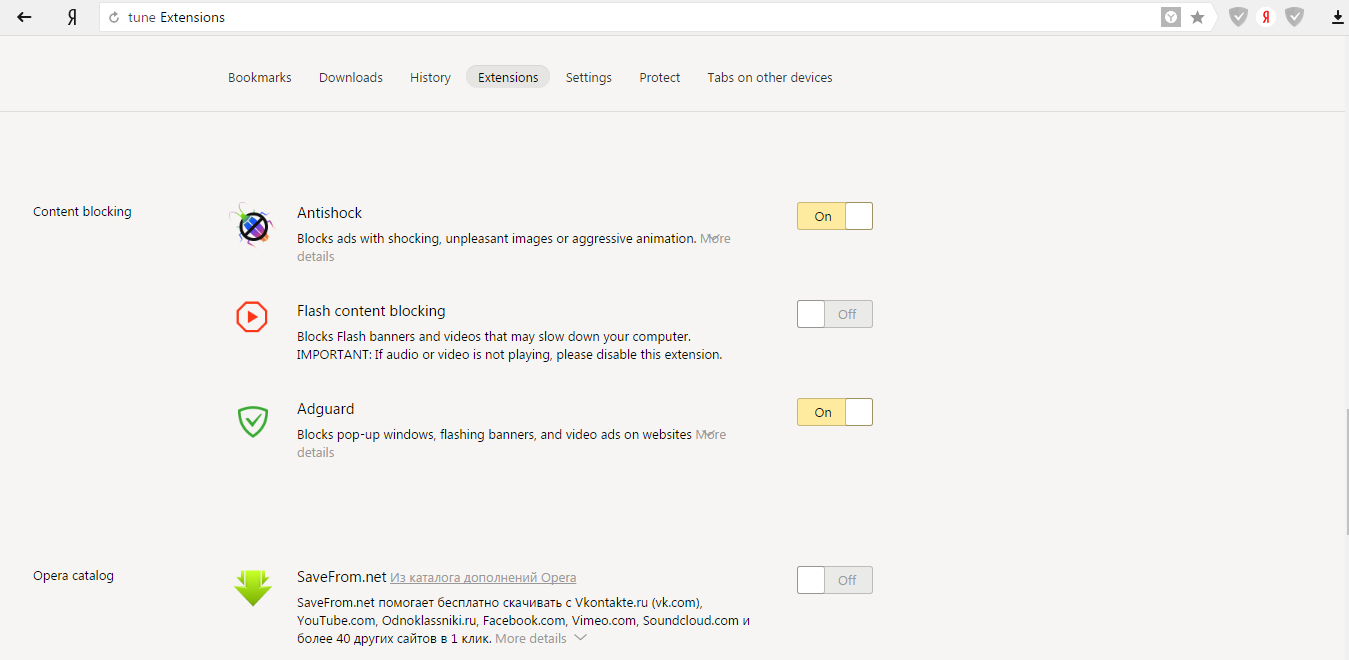 Я tune Extensions Я
Bookmarks Downloads History Extensions Settings Protect Tabs on other devices
Content blocking
Antishock
On
Blocks ads with shocking, unpleasant images or aggressive animation. More
details
Flash content blocking
Off
Blocks Flash banners and videos that may slow down your computer.
IMPORTANT: If audio or video is not playing, please disable this extension.
Adguard
On
Blocks pop-up windows, flashing banners, and video ads on websites More
details
Opera catalog
SaveFrom.net Из каталога дополнений Opera
Off
SaveFrom.net помогает бесплатно скачивать с Vkontakte.ru (vk.com),
YouTube.com, Odnoklassniki.ru, Facebook.com, Vimeo.com, Soundcloud.com и
более 40 других сайтов в 1 клик. More details